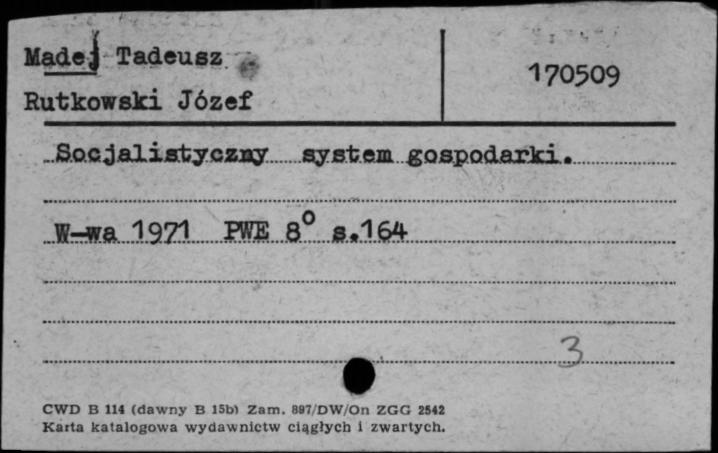 Madej Tadeusz
170509
Rutkowski Józef
Socjalistyczny system gospodarki.
W-wa 1971 PWE 8° s.164
3
CWD B 114 (dawny B 15b) Zam. 897/DW/On ZGG 2542
Karta katalogowa wydawnictw ciągłych i zwartych.